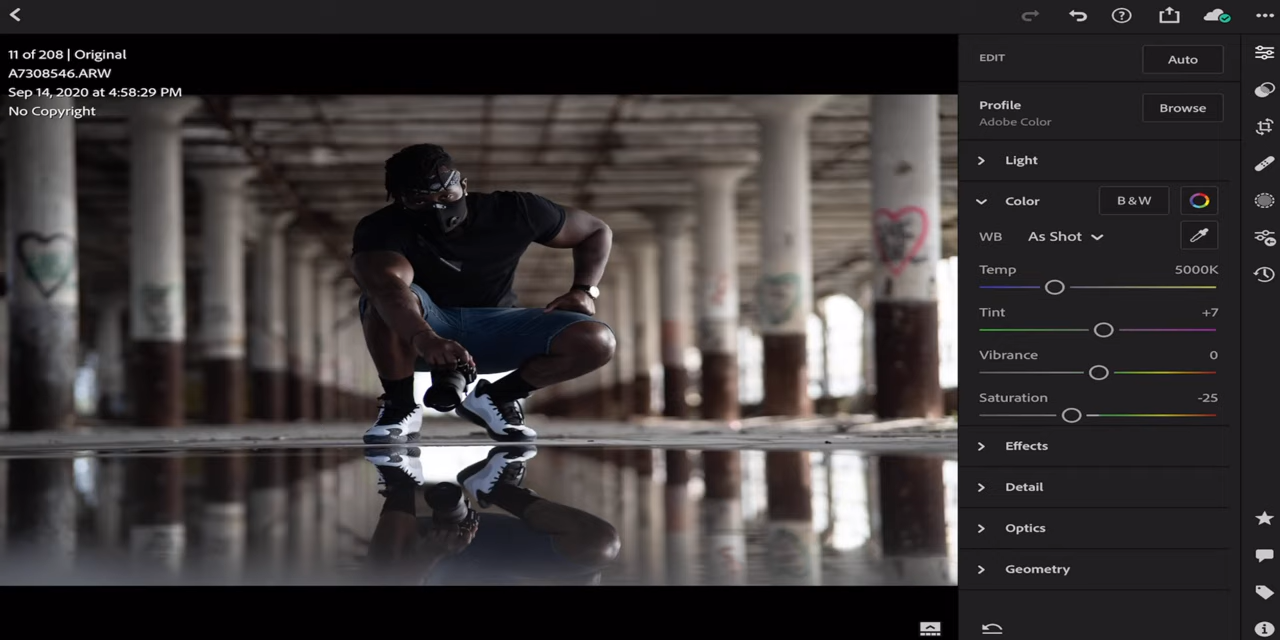 11 of 208 | Original
A7308546.ARW
Sep 14, 2020 at 4:58:29 PM
No Copyright
EDIT
Auto
Profile
Adobe Color
Browse
Light
Color
B&W
WB
As Shot
Temp
5000K
Tint
+7
Vibrance
0
Saturation
-25
Effects
Detail
Optics
Geometry